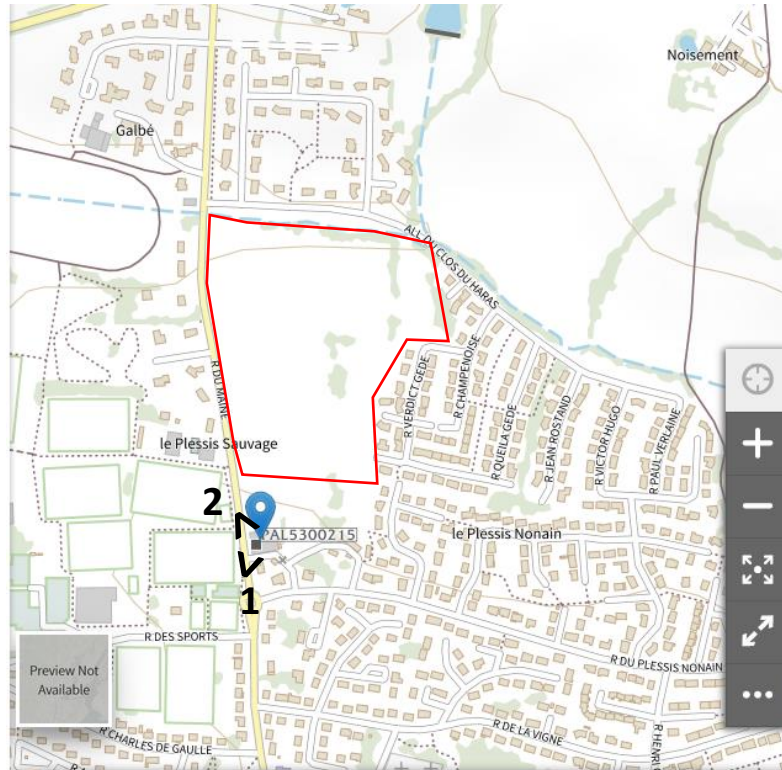 Noisement
Galbé
ALL DU CLOS DU HARAS
R DU MAINE
R VERDICT GEDE
R CHAMPENOISE
R QUEILA GEDE
R JEAN ROSTAND
R VICTOR HUGO
R PAUL VERLAINE
le Plessis Sauvage
2
PAL5300215
le Plessis Nonain
1
R DES SPORTS
Preview Not
Available
R DU PLESSIS NONAIN
R DE LA VIGNE
R CHARLES DE GAULLE
R HENRI